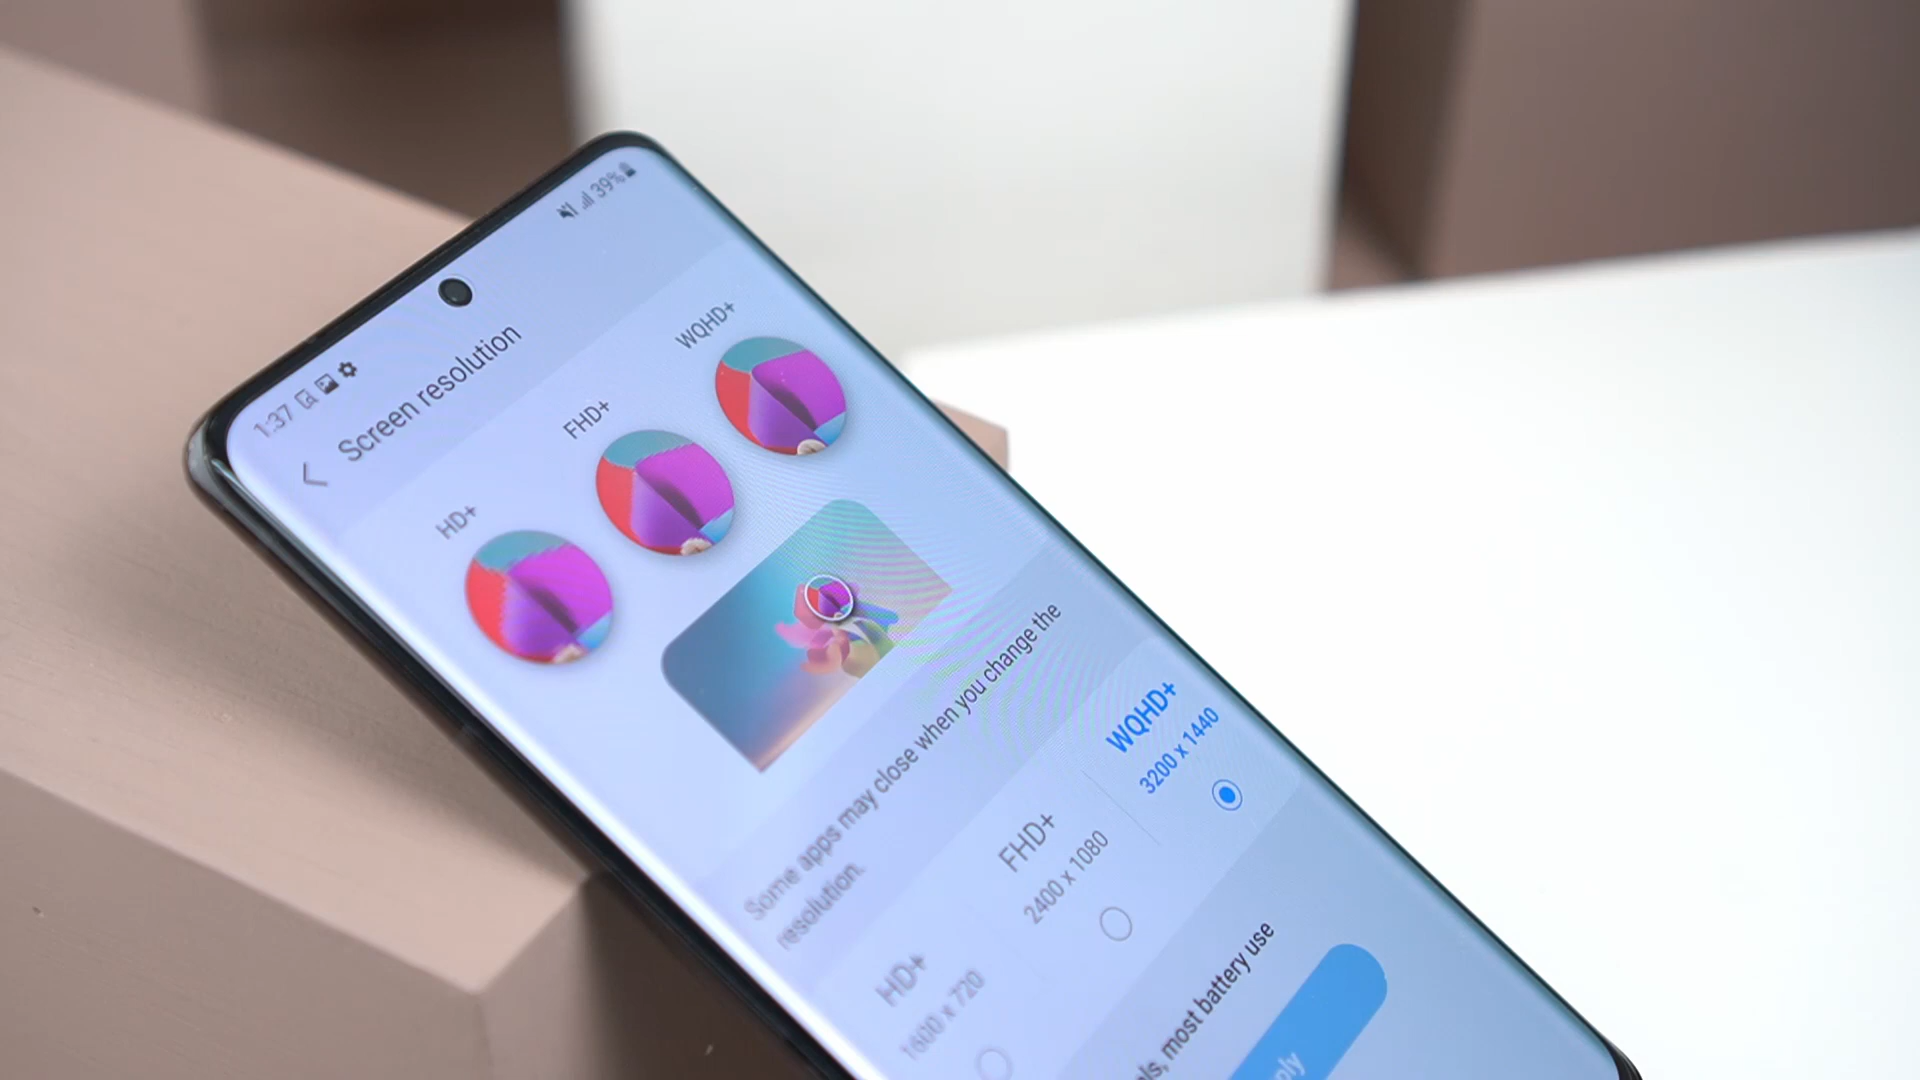 1:37
39%
Screen resolution
HD+
FHD+
WQHD+
Some apps may close when you change the
resolution.
HD+
1600 x 720
FHD+
2400 x 1080
WQHD+
3200 x 1440
most battery use